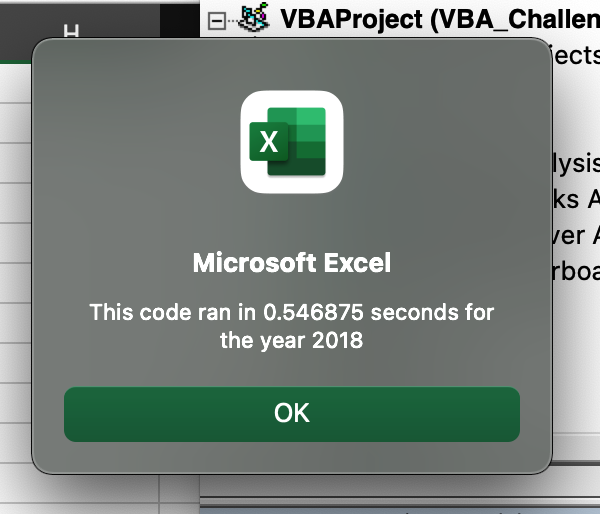 H
VBAProject (VBA_Challen
jects
lysis
ks A
ver A
rboa
X
Microsoft Excel
This code ran in 0.546875 seconds for
the year 2018
OK